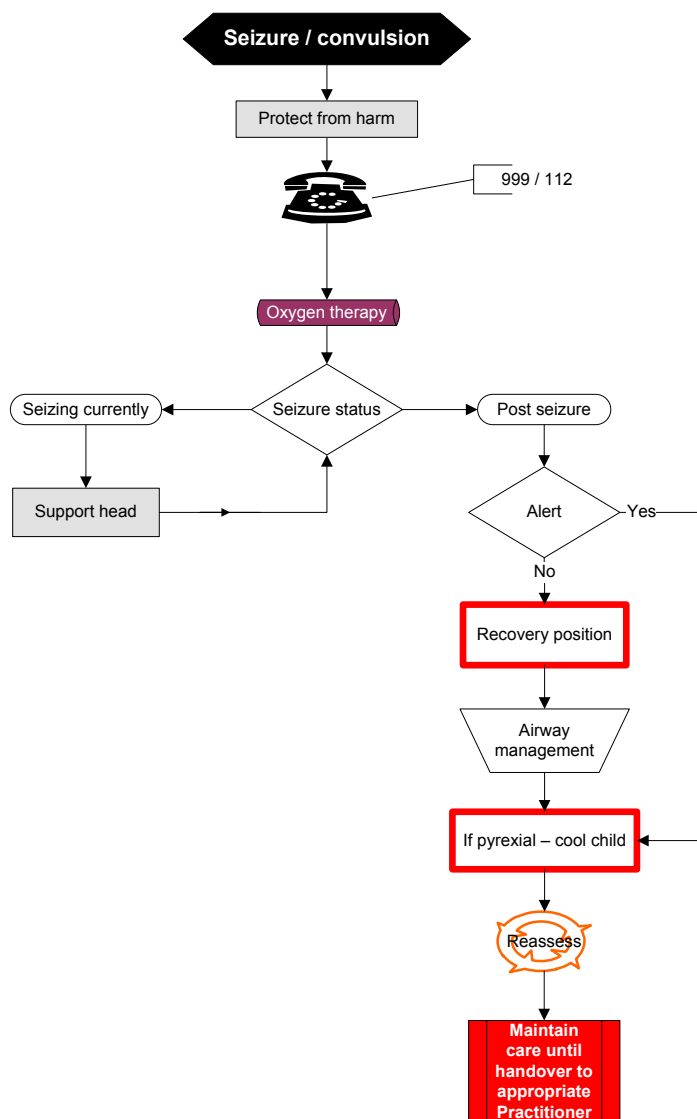 Seizure / convulsion
Protect from harm
999 / 112
Oxygen therapy
Seizing currently
Seizure status
Post seizure
Support head
Alert
Yes
No
Recovery position
Airway
management
If pyrexial – cool child
Reassess
Maintain
care until
handover to
appropriate
Practitioner